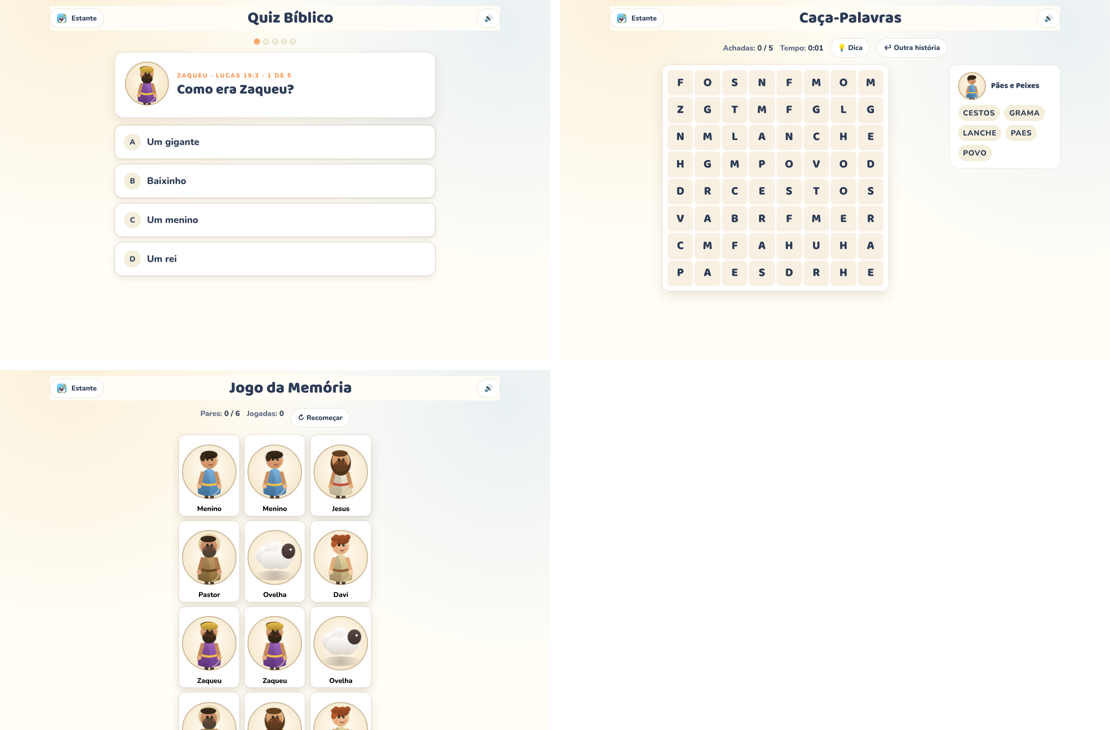 Estante
Quiz Bíblico
ZAQUEU · LUCAS 19:3 · 1 DE 5
Como era Zaqueu?
A Um gigante
B Baixinho
C Um menino
D Um rei
Estante
Caça-Palavras
Achadas: 0 / 5 Tempo: 0:01 Dica Outra história
F O S N F M O M
Z G T M F G L G
N M L A N C H E
H G M P O V O D
D R C E S T O S
V A B R F M E R
C M F A H U H A
P A E S D R H E
Pães e Peixes
CESTOS GRAMA
LANCHE PAES
POVO
Estante
Jogo da Memória
Pares: 0 / 6 Jogadas: 0 Recomeçar
Menino Menino Jesus
Pastor Ovelha Davi
Zaqueu Zaqueu Ovelha